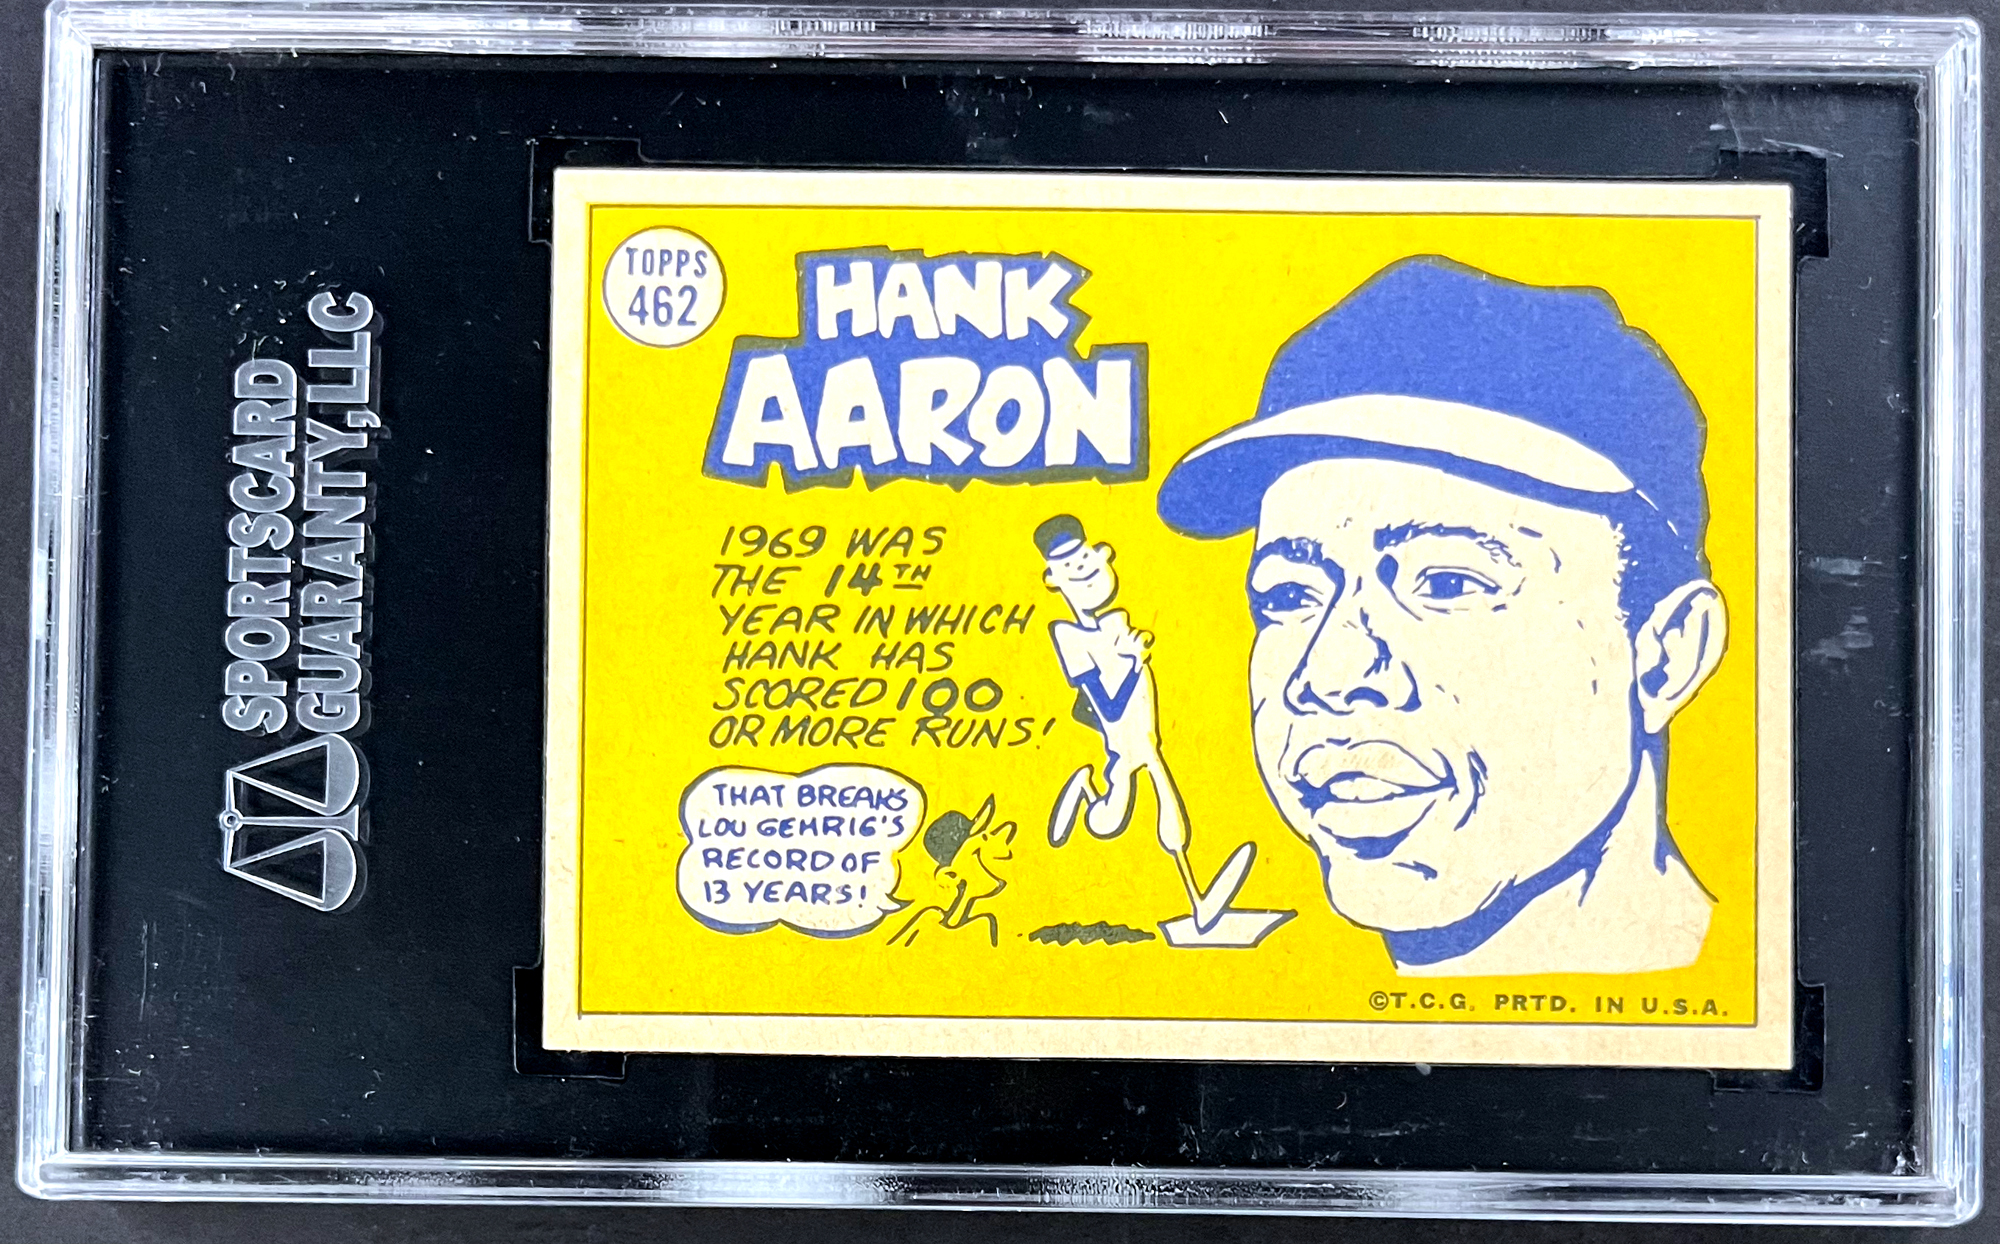 SPORTSCARD
GUARANTY, LLC
TOPPS
462
HANK
AARON
1969 WAS
THE 14TH
YEAR IN WHICH
HANK HAS
SCORED 100
OR MORE RUNS!
THAT BREAKS
LOU GEHRIG'S
RECORD OF
13 YEARS!
©T.C.G. PRTD. IN U.S.A.